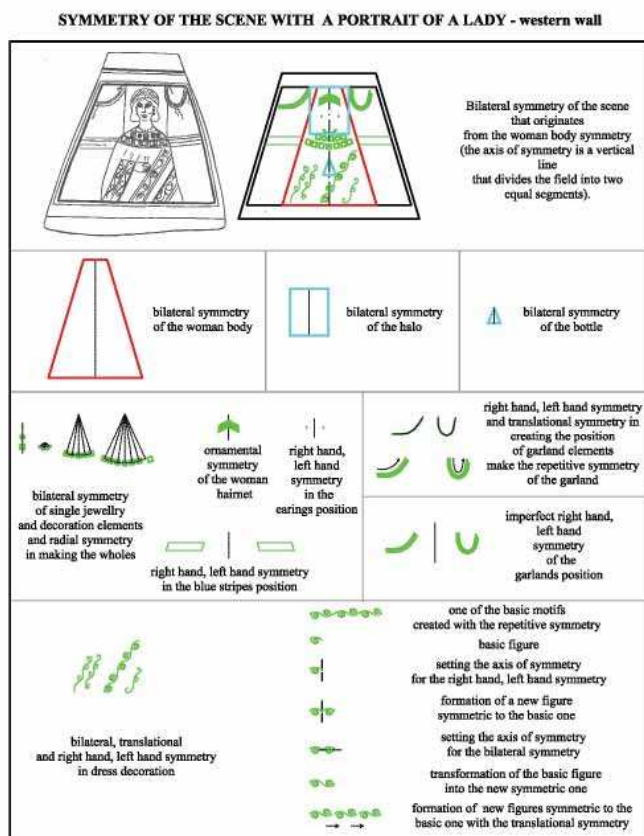 SYMMETRY OF THE SCENE WITH A PORTRAIT OF A LADY - western wall
Bilateral symmetry of the scene
that originates
from the woman body symmetry
(the axis of symmetry is a vertical
line
that divides the field into two
equal segments).
bilateral symmetry
of the woman body
bilateral symmetry
of the halo
bilateral symmetry
of the bottle
bilateral symmetry
of single jewellry
and decoration elements
and radial symmetry
in making the wholes
ornamental
symmetry
of the woman
hairnet
right hand,
left hand
symmetry
in the
earings position
right hand, left hand symmetry
in the blue stripes position
right hand, left hand symmetry
and translational symmetry in
creating the position
of garland elements
make the repetitive symmetry
of the garland
imperfect right hand,
left hand
symmetry
of the
garlands position
bilateral, translational
and right hand, left hand symmetry
in dress decoration
one of the basic motifs
created with the repetitive symmetry
basic figure
setting the axis of symmetry
for the right hand, left hand symmetry
formation of a new figure
symmetric to the basic one
setting the axis of symmetry
for the bilateral symmetry
transformation of the basic figure
into the new symmetric one
formation of new figures symmetric to the
basic one with the translational symmetry